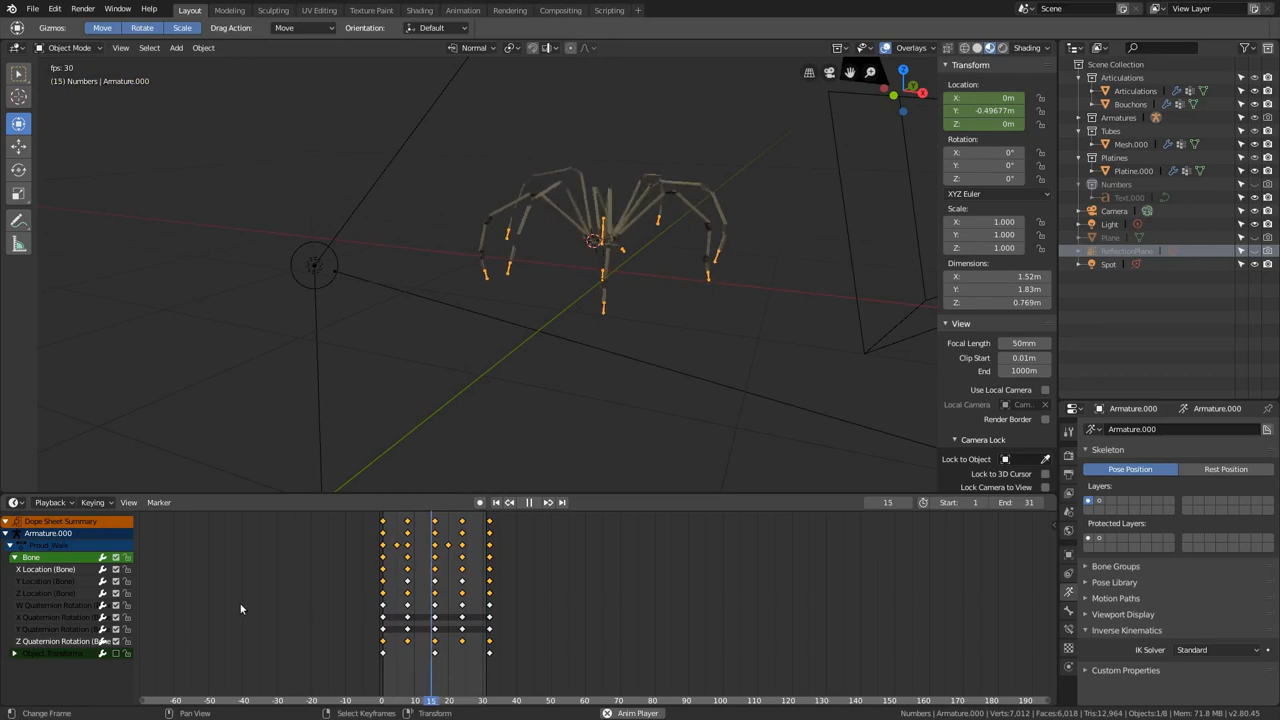 File Edit Render Window Help Layout Modeling Sculpting UV Editing Texture Paint Shading Animation Rendering Compositing Scripting + Scene View Layer
Gizmos: Move Rotate Scale Drag Action: Move Orientation: Default
Object Mode View Select Add Object Normal Overlays Shading
fps: 30
(15) Numbers | Armature.000
Z
Y
X
Transform
Location:
X: 0m
Y: -0.49677m
Z: 0m
Rotation:
X: 0°
Y: 0°
Z: 0°
XYZ Euler
Scale:
X: 1.000
Y: 1.000
Z: 1.000
Dimensions:
X: 1.52m
Y: 1.83m
Z: 0.769m
View
Focal Length 50mm
Clip Start 0.01m
End 1000m
Use Local Camera
Local Camera Cam...
Render Border
Camera Lock
Lock to Object
Lock to 3D Cursor
Lock Camera to View
Scene Collection
Articulations
Articulations
Bouchons
Armatures
Tubes
Mesh.000
Platines
Platine.000
Numbers
Text.000
Camera
Light
Plane
ReflectionPlane
Spot
Armature.000 Armature.000
Armature.000
Skeleton
Pose Position Rest Position
Layers:
Protected Layers:
Bone Groups
Pose Library
Motion Paths
Viewport Display
Inverse Kinematics
IK Solver Standard
Custom Properties
Playback Keying View Marker 15 Start: 1 End: 31
Dope Sheet Summary
Armature.000
Proud_Walk
Bone
X Location (Bone)
Y Location (Bone)
Z Location (Bone)
W Quaternion Rotation (
X Quaternion Rotation (
Y Quaternion Rotation (
Z Quaternion Rotation (
Object Transforms
-60 -50 -40 -30 -20 -10 0 10 15 20 30 40 50 60 70 80 90 100 110 120 130 140 150 160 170 180 190
Change Frame Pan View Select Keyframes Transform Anim Player Numbers | Armature.000 | Verts:7,012 | Faces:6,018 | Tris:12,964 | Objects:1/8 | Mem: 71.8 MB | v2.80.45